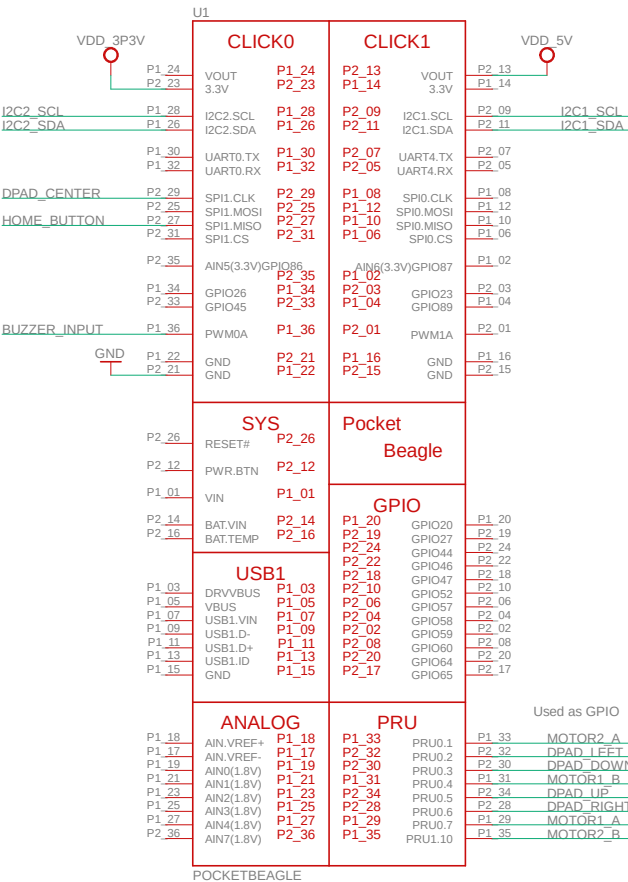 U1
VDD_3P3V CLICK0 CLICK1 VDD_5V
P1_24 VOUT P1_24 P2_13 VOUT P2_13
P2_23 3.3V P2_23 P1_14 3.3V P1_14
I2C2_SCL P1_28 I2C2.SCL P1_28 P2_09 I2C1.SCL P2_09 I2C1_SCL
I2C2_SDA P1_26 I2C2.SDA P1_26 P2_11 I2C1.SDA P2_11 I2C1_SDA
P1_30 UART0.TX P1_30 P2_07 UART4.TX P2_07
P1_32 UART0.RX P1_32 P2_05 UART4.RX P2_05
DPAD_CENTER P2_29 SPI1.CLK P2_29 P1_08 SPI0.CLK P1_08
P2_25 SPI1.MOSI P2_25 P1_12 SPI0.MOSI P1_12
HOME_BUTTON P2_27 SPI1.MISO P2_27 P1_10 SPI0.MISO P1_10
P2_31 SPI1.CS P2_31 P1_06 SPI0.CS P1_06
P2_35 AIN5(3.3V)GPIO86 AIN6(3.3V)GPIO87 P1_02
P2_35 P1_02
P1_34 GPIO26 P1_34 P2_03 GPIO23 P2_03
P2_33 GPIO45 P2_33 P1_04 GPIO89 P1_04
BUZZER_INPUT P1_36 PWM0A P1_36 P2_01 PWM1A P2_01
GND
P1_22 GND P2_21 P1_16 GND P1_16
P2_21 GND P1_22 P2_15 GND P2_15
SYS Pocket
Beagle
P2_26 RESET# P2_26
P2_12 PWR.BTN P2_12
P1_01 VIN P1_01
P2_14 BAT.VIN P2_14
P2_16 BAT.TEMP P2_16
GPIO
P1_20 GPIO20 P1_20
P2_19 GPIO27 P2_19
P2_24 GPIO44 P2_24
P2_22 GPIO46 P2_22
P2_18 GPIO47 P2_18
P2_10 GPIO52 P2_10
P2_06 GPIO57 P2_06
P2_04 GPIO58 P2_04
P2_02 GPIO59 P2_02
P2_08 GPIO60 P2_08
P2_20 GPIO64 P2_20
P2_17 GPIO65 P2_17
USB1
P1_03 DRVVBUS P1_03
P1_05 VBUS P1_05
P1_07 USB1.VIN P1_07
P1_09 USB1.D- P1_09
P1_11 USB1.D+ P1_11
P1_13 USB1.ID P1_13
P1_15 GND P1_15
Used as GPIO
ANALOG PRU
P1_18 AIN.VREF+ P1_18 P1_33 PRU0.1 P1_33 MOTOR2_A
P1_17 AIN.VREF- P1_17 P2_32 PRU0.2 P2_32 DPAD_LEFT
P1_19 AIN0(1.8V) P1_19 P2_30 PRU0.3 P2_30 DPAD_DOWN
P1_21 AIN1(1.8V) P1_21 P1_31 PRU0.4 P1_31 MOTOR1_B
P1_23 AIN2(1.8V) P1_23 P2_34 PRU0.5 P2_34 DPAD_UP
P1_25 AIN3(1.8V) P1_25 P2_28 PRU0.6 P2_28 DPAD_RIGHT
P1_27 AIN4(1.8V) P1_27 P1_29 PRU0.7 P1_29 MOTOR1_A
P2_36 AIN7(1.8V) P2_36 P1_35 PRU1.10 P1_35 MOTOR2_B
POCKETBEAGLE